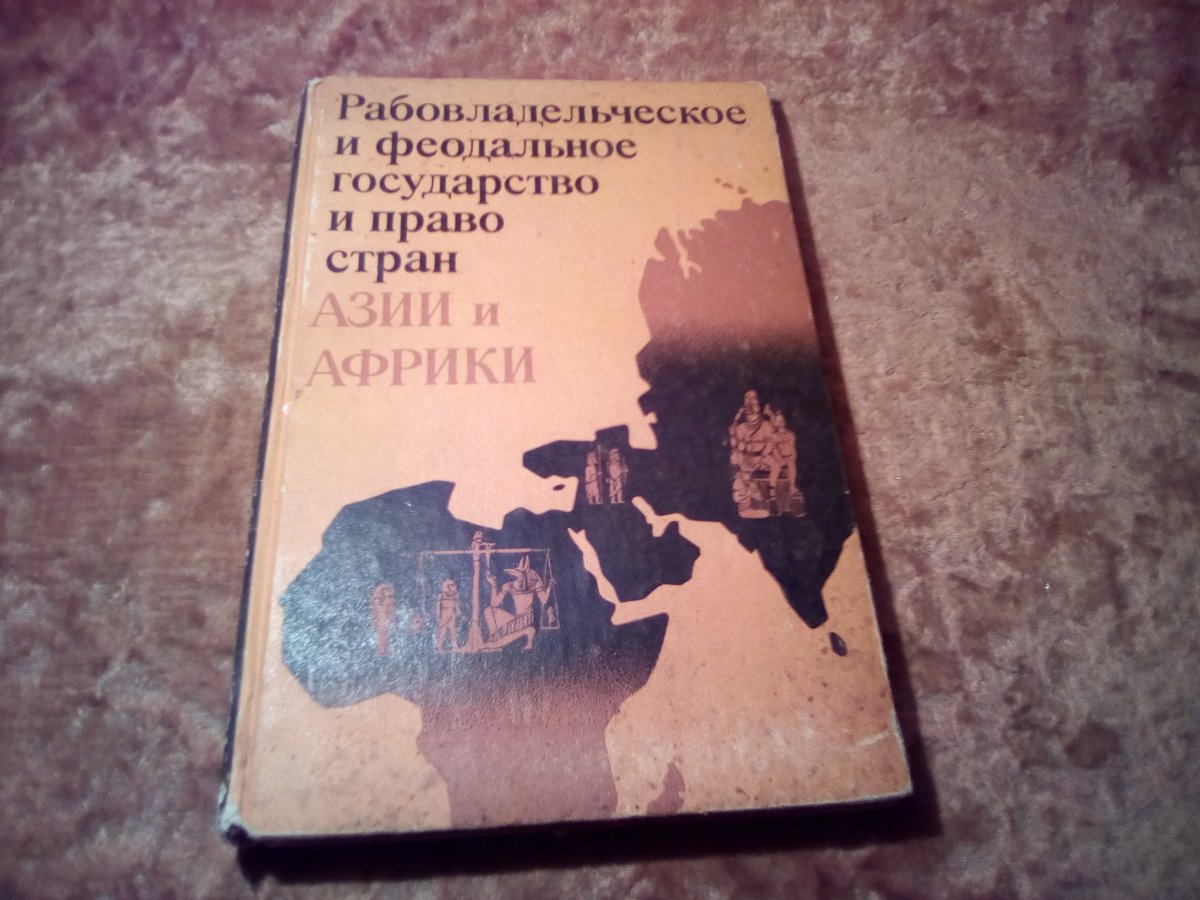 Рабовладельческое
и феодальное
государство
и право
стран
АЗИИ и
АФРИКИ